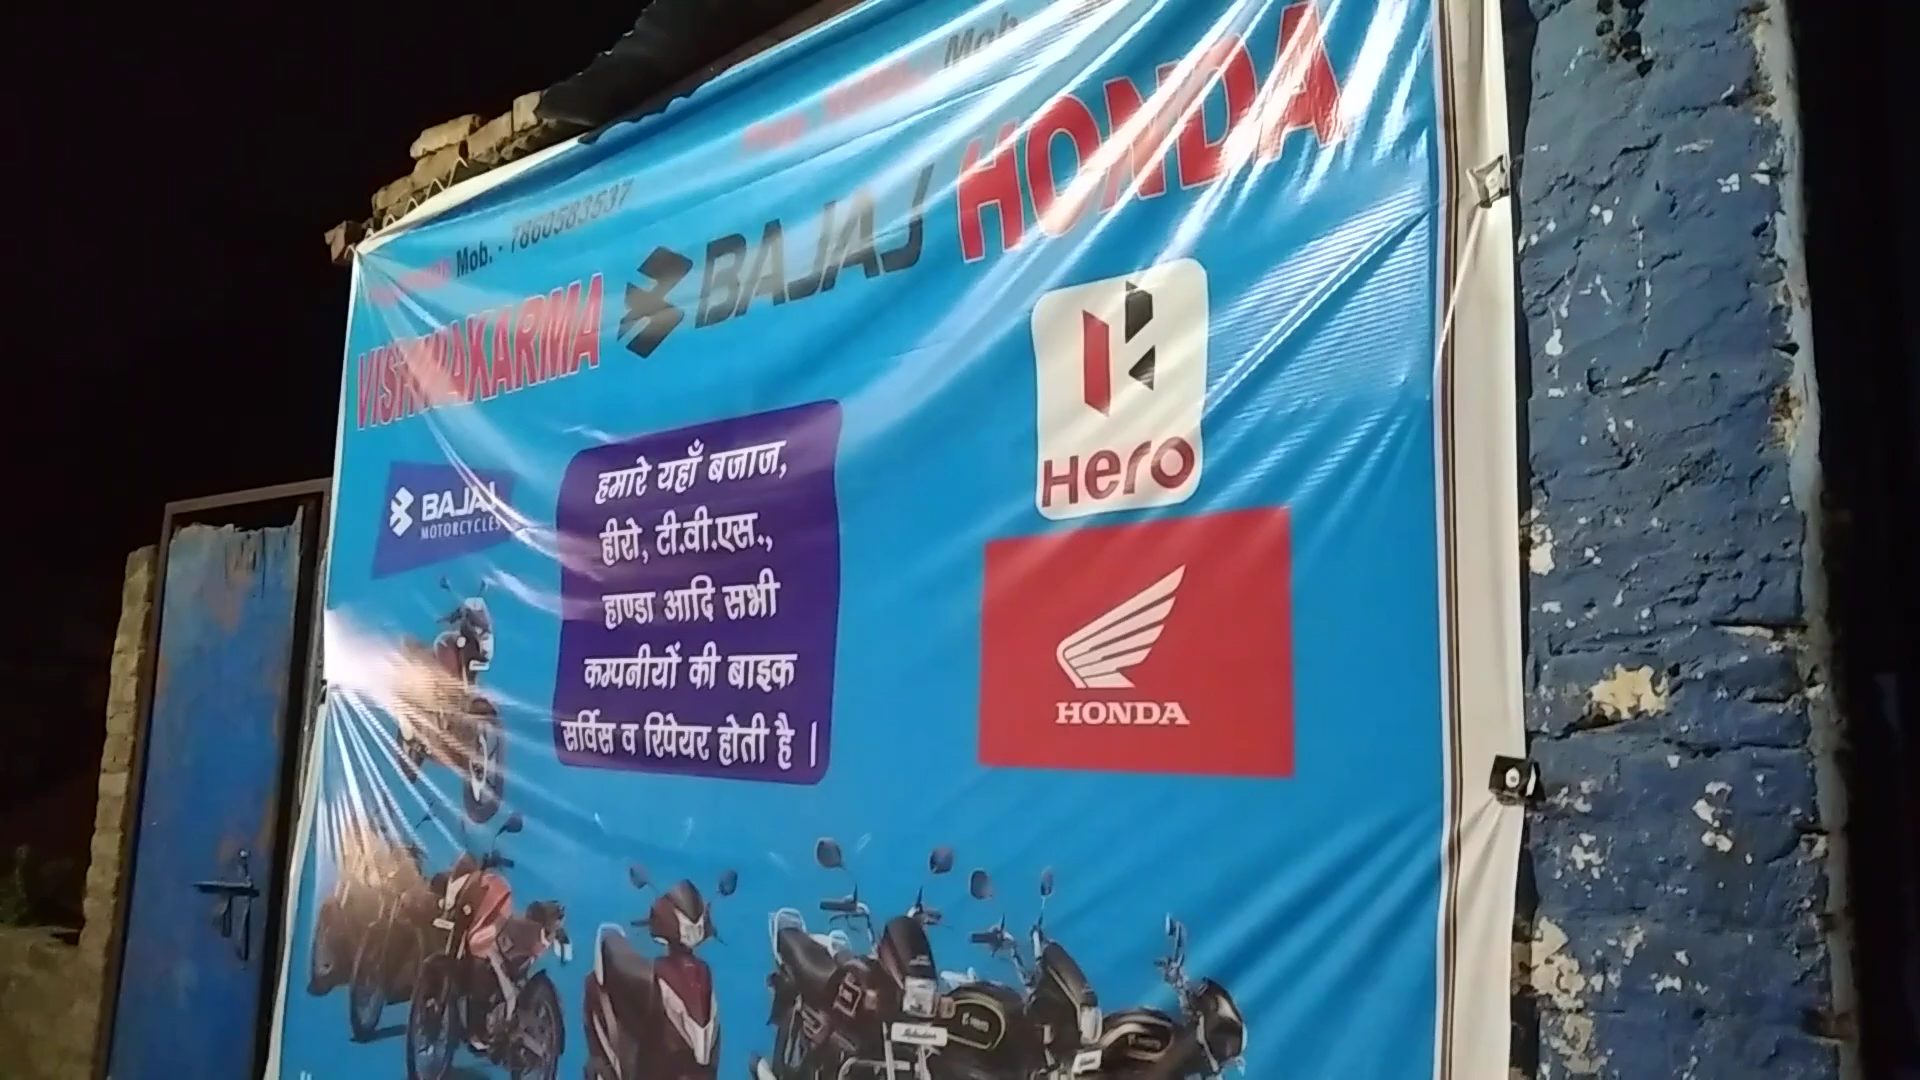 Mob. - 7860583537
Mob.
VISHWAKARMA BAJAJ HONDA
BAJAJ
MOTORCYCLES
हमारे यहाँ बजाज,
हीरो, टी.वी.एस.,
हाण्डा आदि सभी
कम्पनीयों की बाइक
सर्विस व रिपेयर होती है ।
Hero
HONDA